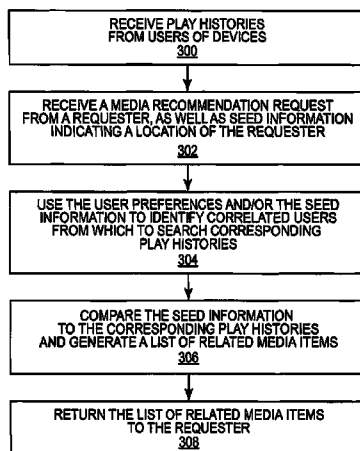 RECEIVE PLAY HISTORIES
FROM USERS OF DEVICES
300
RECEIVE A MEDIA RECOMMENDATION REQUEST
FROM A REQUESTER, AS WELL AS SEED INFORMATION
INDICATING A LOCATION OF THE REQUESTER
302
USE THE USER PREFERENCES AND/OR THE SEED
INFORMATION TO IDENTIFY CORRELATED USERS
FROM WHICH TO SEARCH CORRESPONDING
PLAY HISTORIES
304
COMPARE THE SEED INFORMATION
TO THE CORRESPONDING PLAY HISTORIES
AND GENERATE A LIST OF RELATED MEDIA ITEMS
306
RETURN THE LIST OF RELATED MEDIA ITEMS
TO THE REQUESTER
308